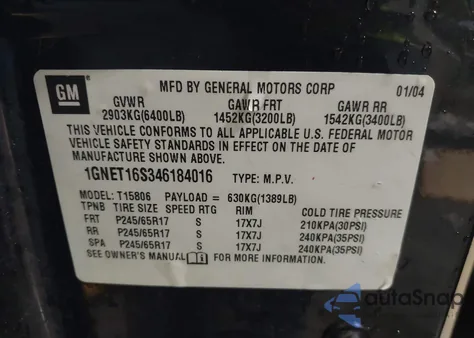 GM
MFD BY GENERAL MOTORS CORP 01/04
GVWR GAWR FRT GAWR RR
2903KG(6400LB) 1452KG(3200LB) 1542KG(3400LB)
THIS VEHICLE CONFORMS TO ALL APPLICABLE U.S. FEDERAL MOTOR
VEHICLE SAFETY STANDARDS IN EFFECT ON THE DATE OF
MANUFACTURE SHOWN ABOVE.
1GNET16S346184016 TYPE: M.P.V.
MODEL: T15806 PAYLOAD = 630KG(1389LB)
TPNB TIRE SIZE SPEED RTG RIM COLD TIRE PRESSURE
FRT P245/65R17 S 17X7J 210KPA(30PSI)
RR P245/65R17 S 17X7J 240KPA(35PSI)
SPA P245/65R17 S 17X7J 240KPA(35PSI)
SEE OWNER'S MANUAL FOR MORE INFORMATION.
autoSnap